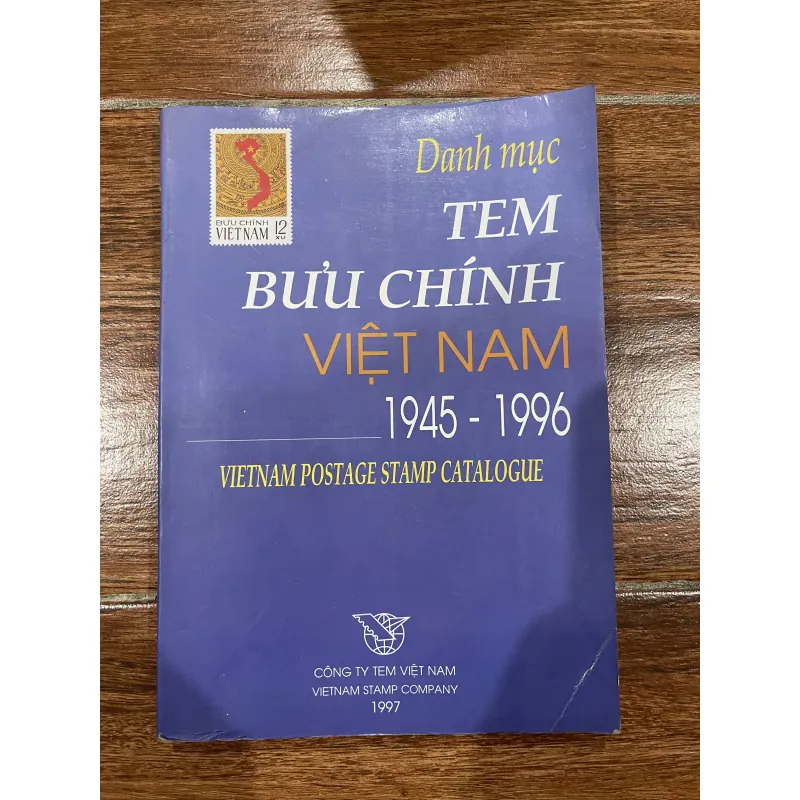 BƯU CHÍNH
VIỆT NAM 12
XU
Danh mục
TEM
BƯU CHÍNH
VIỆT NAM
1945 - 1996
VIETNAM POSTAGE STAMP CATALOGUE
CÔNG TY TEM VIỆT NAM
VIETNAM STAMP COMPANY
1997